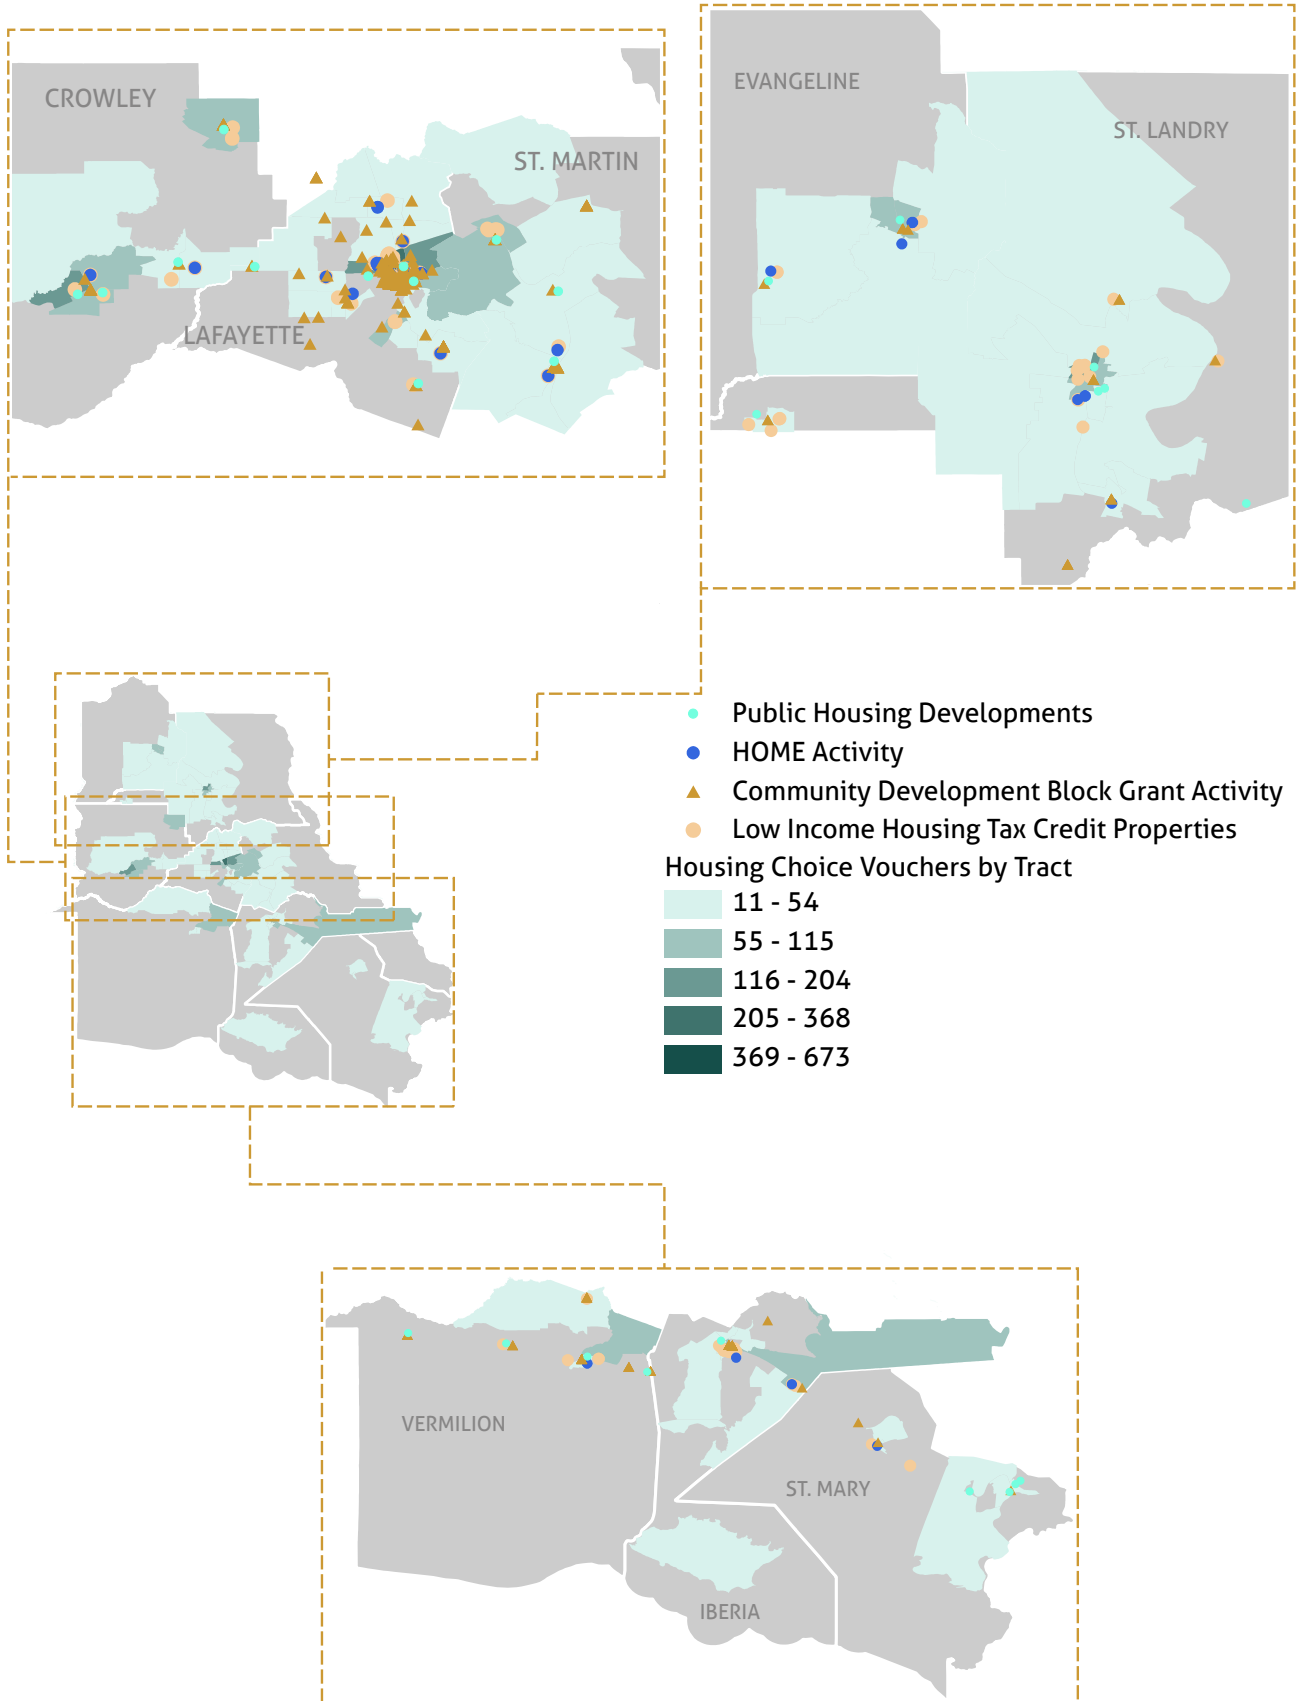 EVANGELINE
CROWLEY
ST. LANDRY
ST. MARTIN
LAFAYETTE
Public Housing Developments
HOME Activity
Community Development Block Grant Activity
Low Income Housing Tax Credit Properties
Housing Choice Vouchers by Tract
11 - 54
55 - 115
116 - 204
205 - 368
369 - 673
VERMILION
ST. MARY
IBERIA